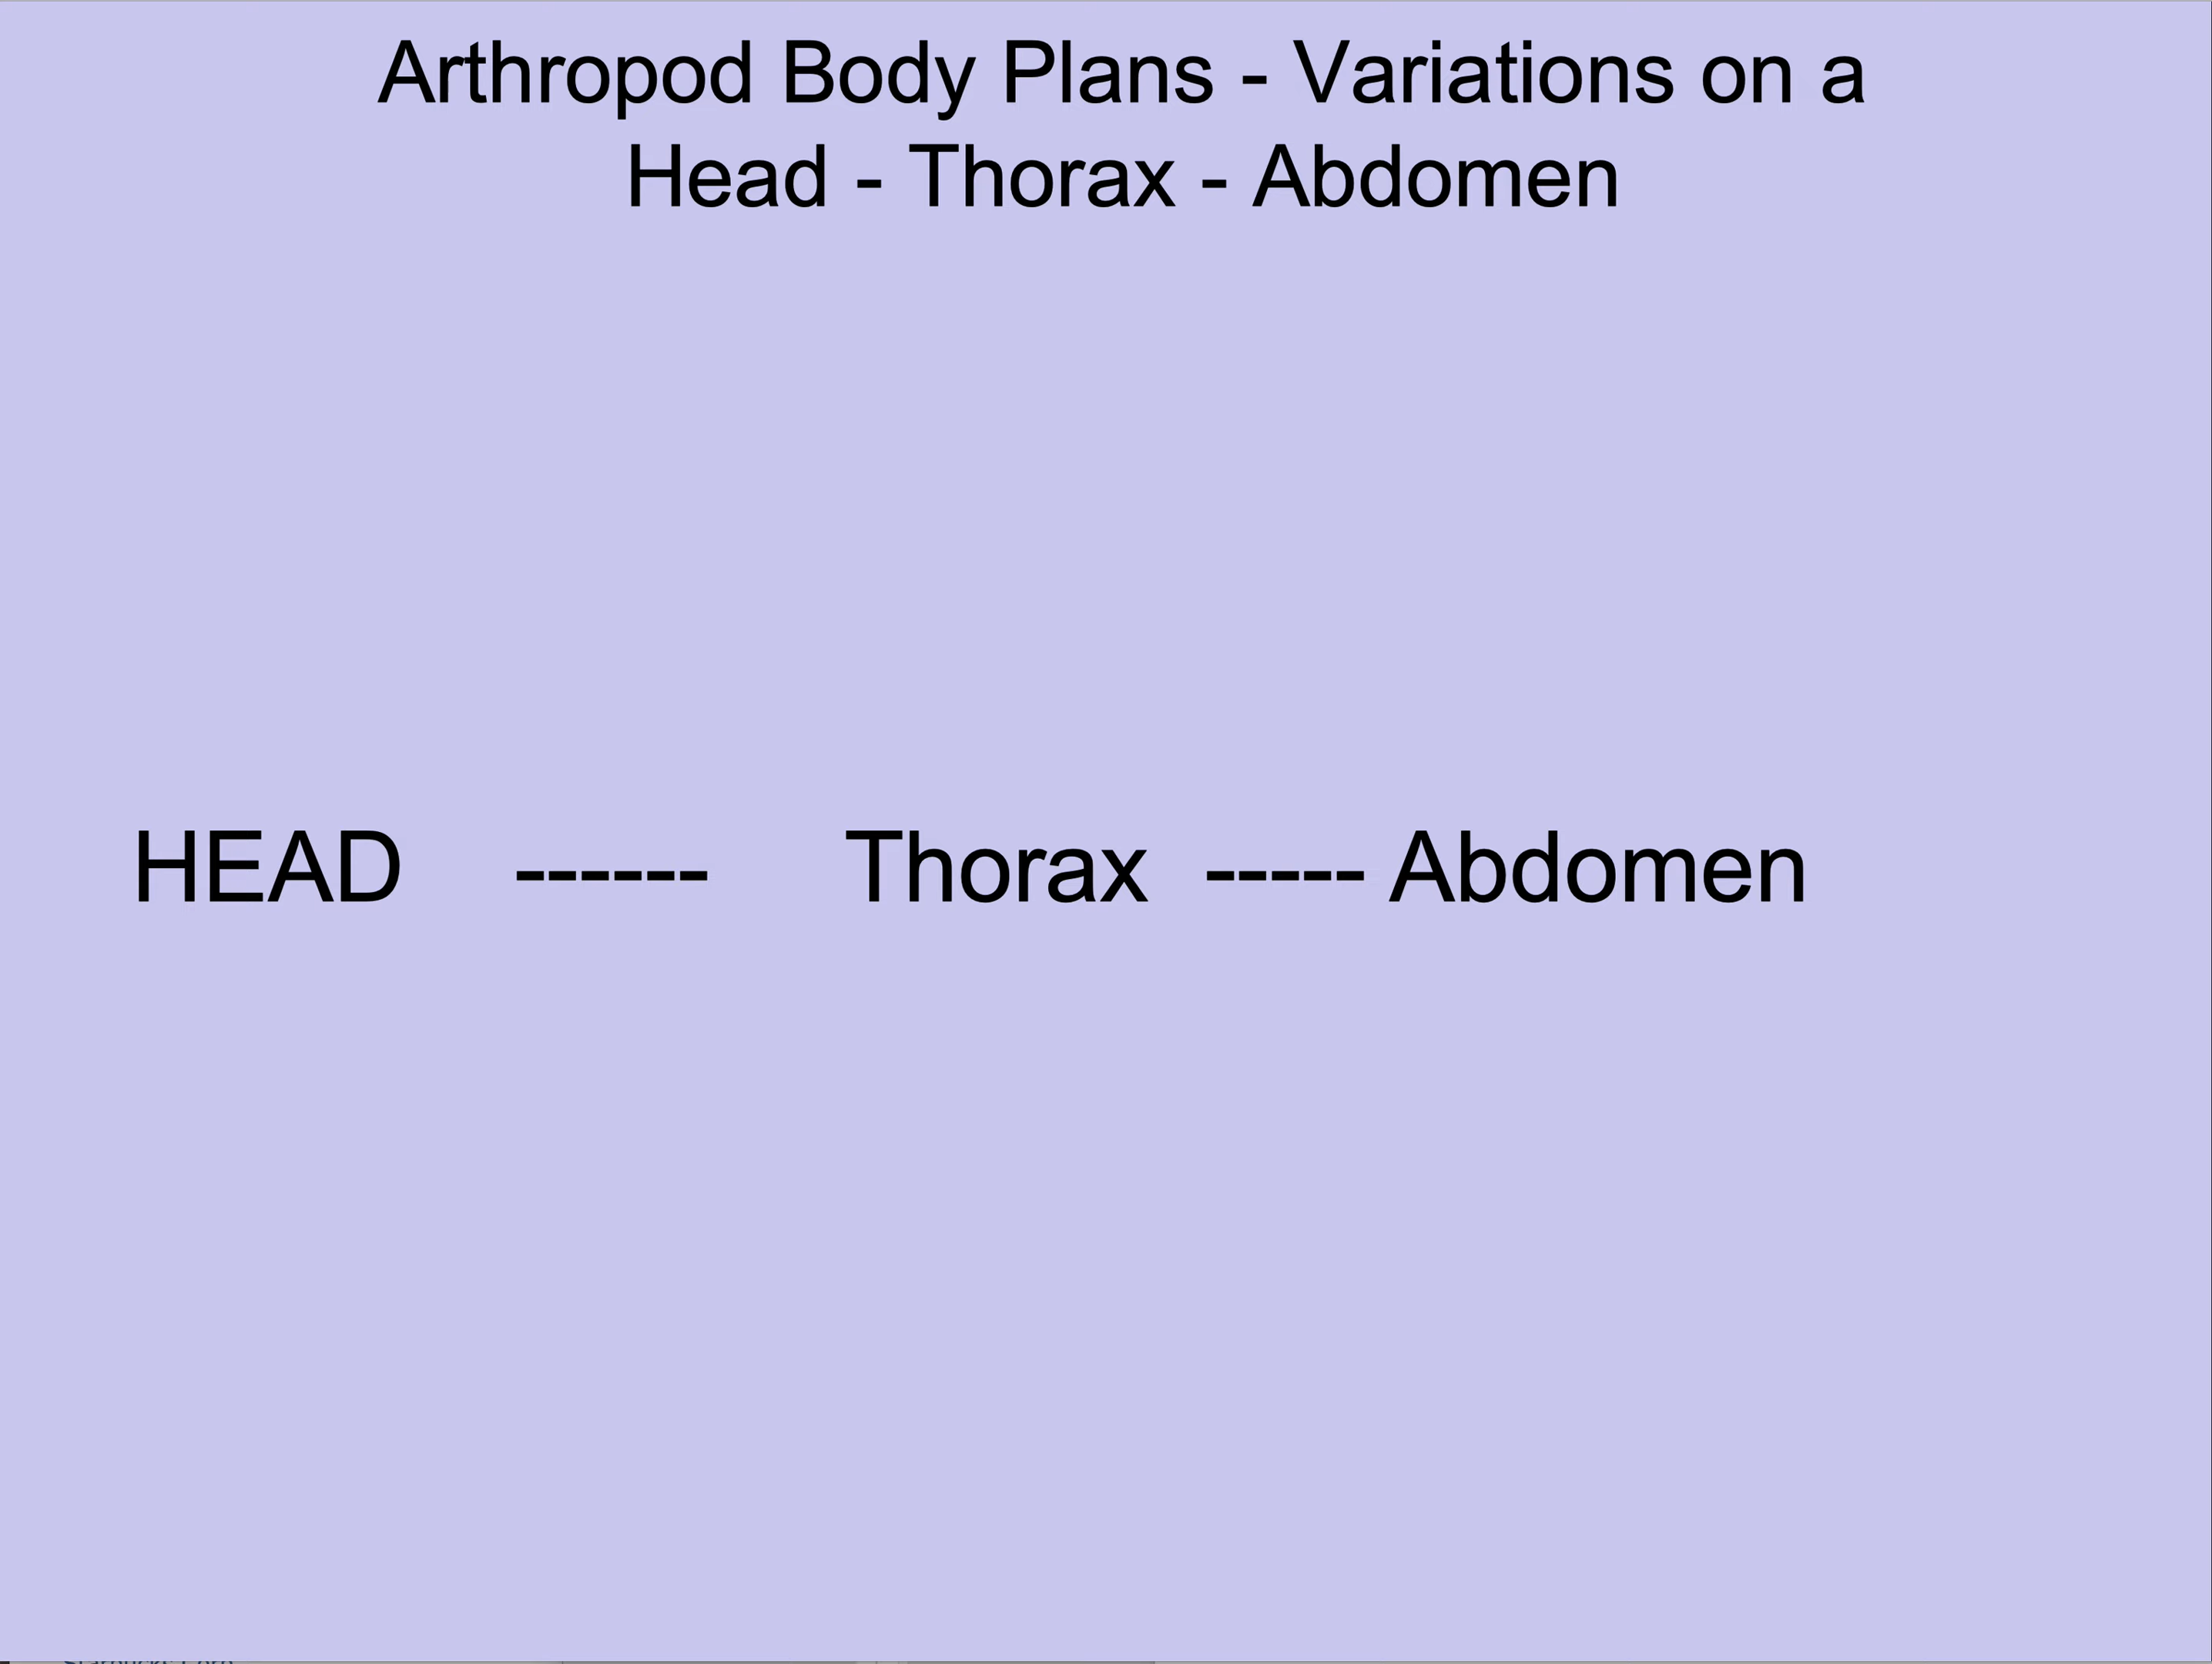 Arthropod Body Plans - Variations on a
Head - Thorax - Abdomen
HEAD ------ Thorax ----- Abdomen